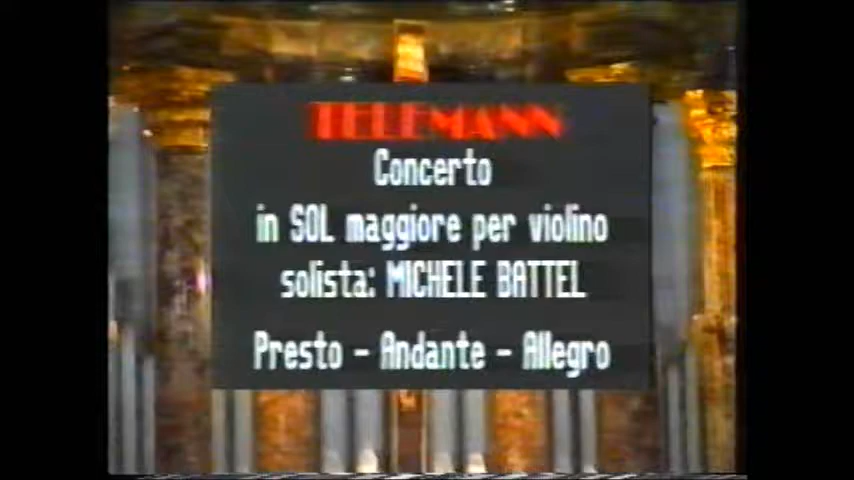 TELEMANN
Concerto
in SOL maggiore per violino
solista: MICHELE BATTEL
Presto - Andante - Allegro